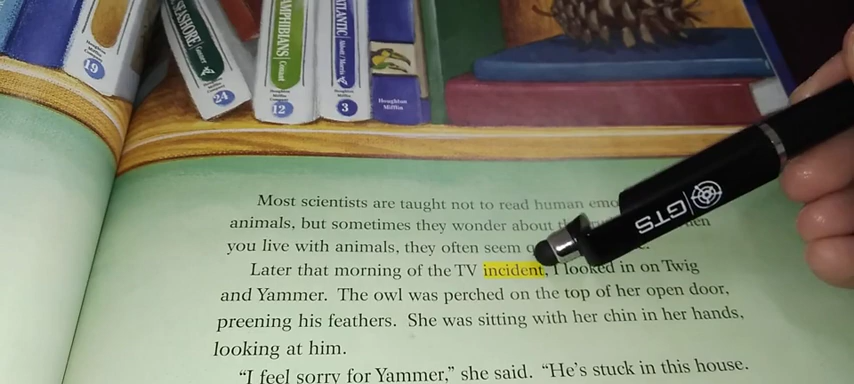 SEASHORE
AMPHIBIANS
Conant
ATLANTIC
19
24
12
3
Houghton
Mifflin
GTS
Most scientists are taught not to read human emo
animals, but sometimes they wonder about
you live with animals, they often seem
Later that morning of the TV incident, I looked in on Twig
and Yammer. The owl was perched on the top of her open door,
preening his feathers. She was sitting with her chin in her hands,
looking at him.
“I feel sorry for Yammer,” she said. “He’s stuck in this house.